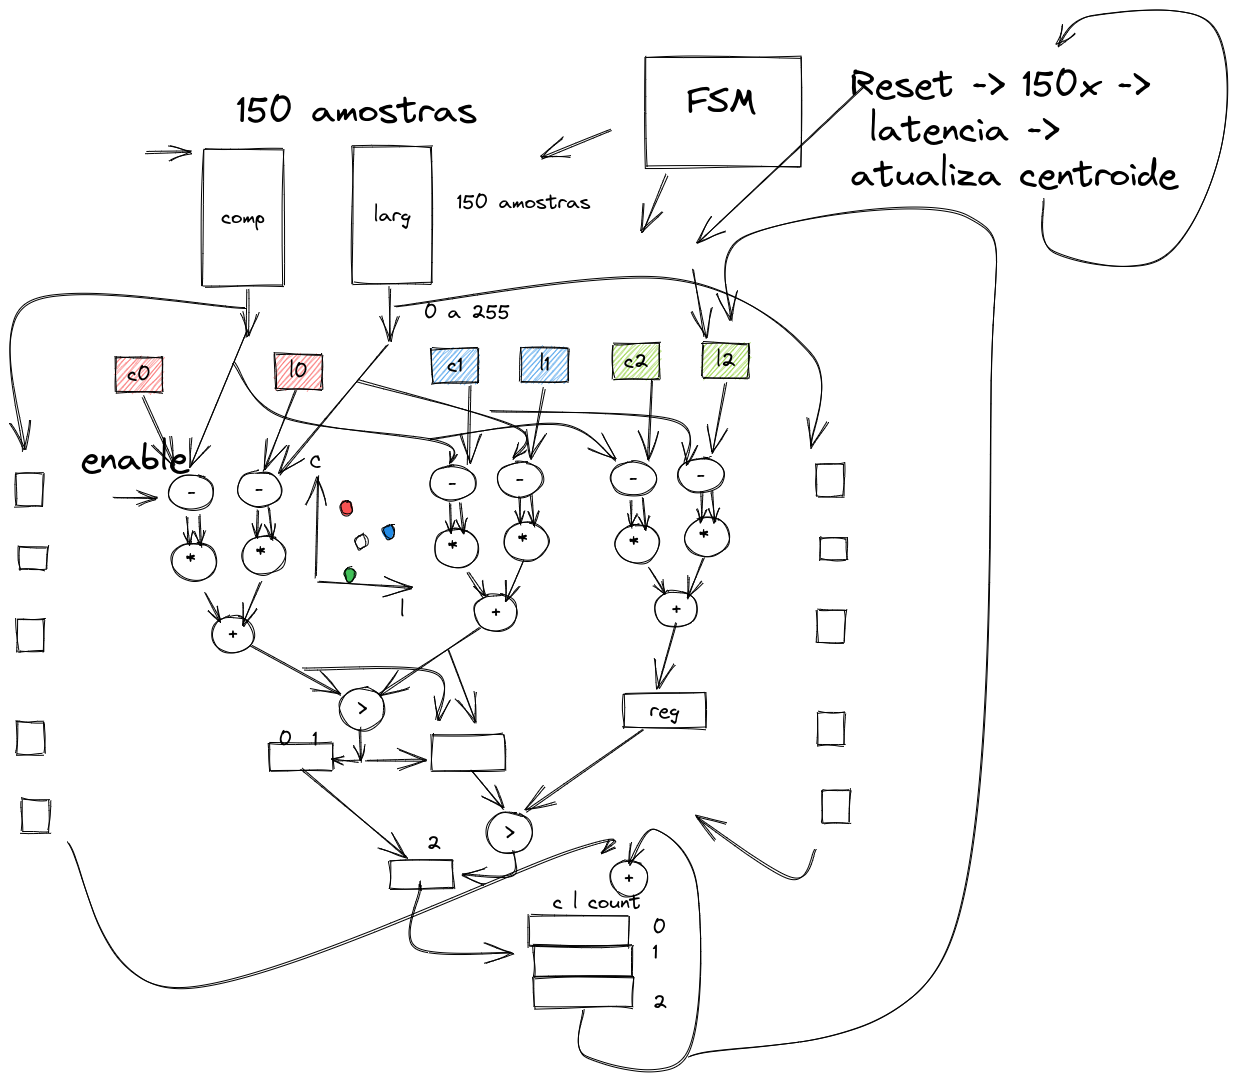 FSM
Reset -> 150x ->
latencia ->
atualiza centroide
150 amostras
comp
larg
150 amostras
0 a 255
c0
l0
c1
l1
c2
l2
enable
c
-
-
-
-
-
-
*
*
*
*
*
*
l
+
+
+
>
reg
0 1
>
2
+
c l count
0
1
2